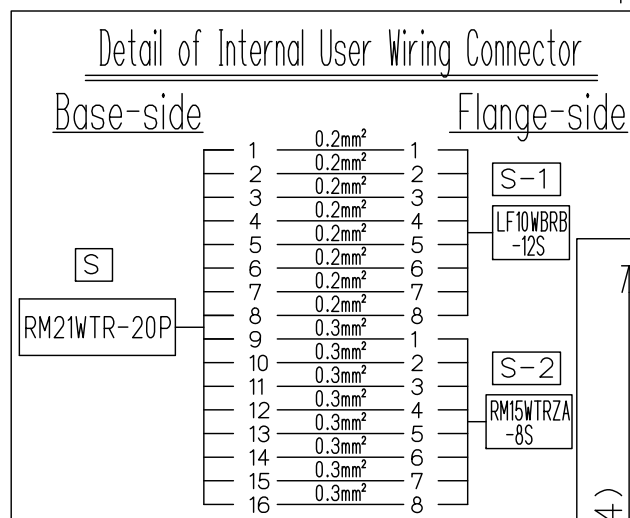 Detail of Internal User Wiring Connector
Base-side
Flange-side
1 0.2mm² 1
2 0.2mm² 2
3 0.2mm² 3
4 0.2mm² 4
5 0.2mm² 5
6 0.2mm² 6
7 0.2mm² 7
8 0.2mm² 8
9 0.3mm² 1
10 0.3mm² 2
11 0.3mm² 3
12 0.3mm² 4
13 0.3mm² 5
14 0.3mm² 6
15 0.3mm² 7
16 0.3mm² 8
S
RM21WTR-20P
S-1
LF10WBRB
-12S
S-2
RM15WTRZA
-8S
4)